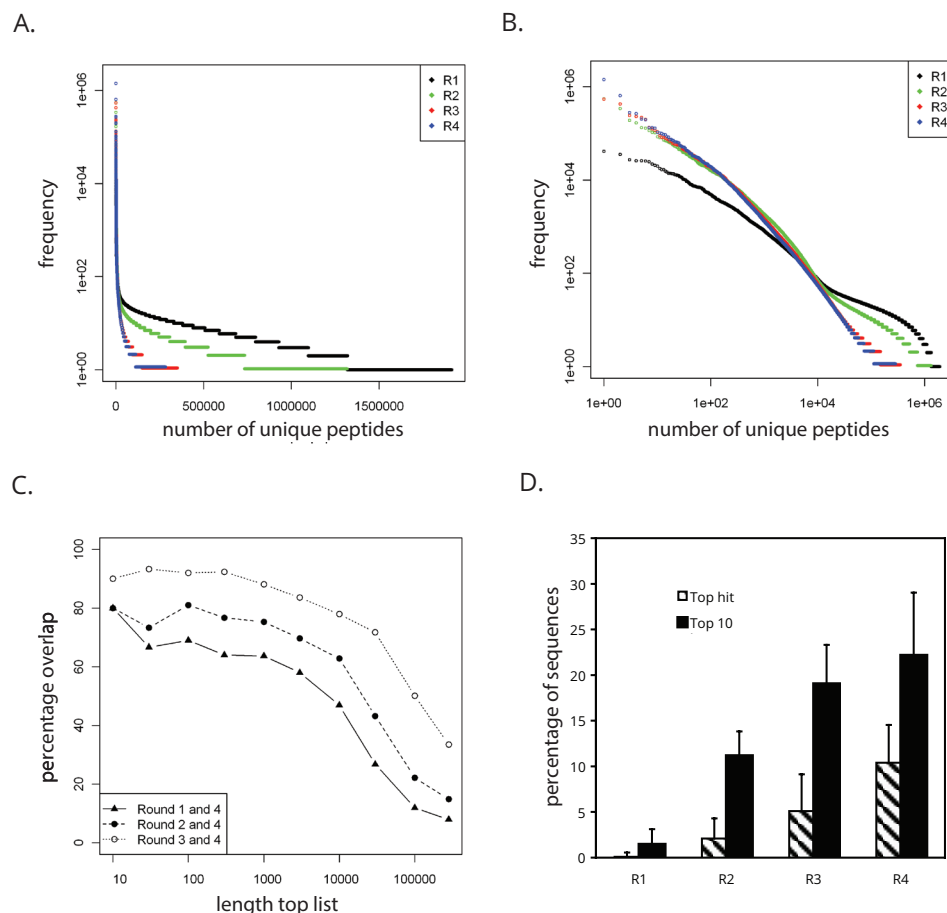 A.
B.
1e+06
1e+04
1e+02
1e+00
frequency
R1
R2
R3
R4
0
500000
1000000
1500000
number of unique peptides
1e+06
1e+04
1e+02
1e+00
frequency
R1
R2
R3
R4
1e+00
1e+02
1e+04
1e+06
number of unique peptides
C.
D.
100
80
60
40
20
0
percentage overlap
Round 1 and 4
Round 2 and 4
Round 3 and 4
10
100
1000
10000
100000
length top list
35
30
25
20
15
10
5
0
percentage of sequences
Top hit
Top 10
R1
R2
R3
R4